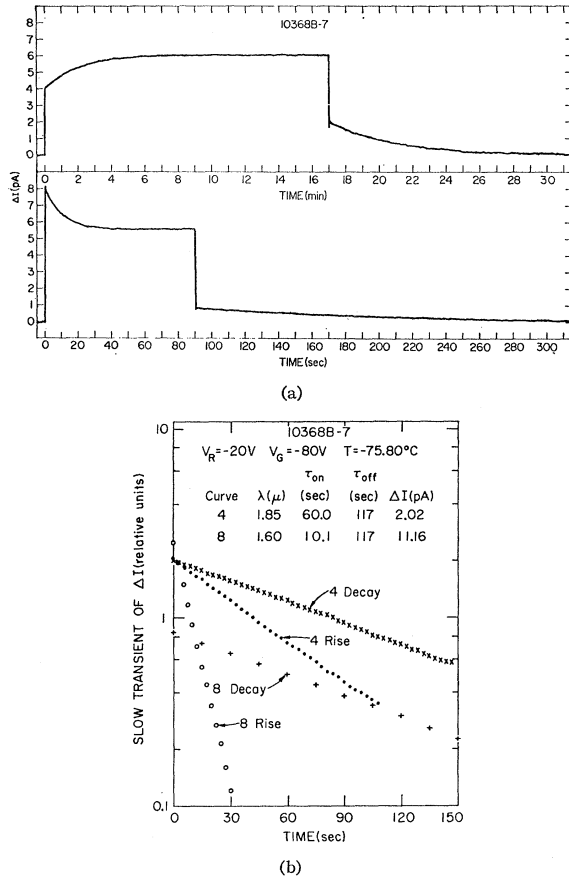 10368B-7
8
7
6
5
4
3
2
1
0
0 2 4 6 8 10 12 14 16 18 20 22 24 26 28 30
TIME (min)
ΔI(pA)
8
7
6
5
4
3
2
1
0
0 20 40 60 80 100 120 140 160 180 200 220 240 260 280 300
TIME (sec)
(a)
10368B-7
V_R=-20V V_G=-80V T=-75.80°C
τ_on τ_off
Curve λ(μ) (sec) (sec) ΔI(pA)
4 1.85 60.0 117 2.02
8 1.60 10.1 117 11.16
SLOW TRANSIENT OF ΔI(relative units)
10
1
0.1
4 Decay
4 Rise
8 Decay
8 Rise
0 30 60 90 120 150
TIME(sec)
(b)